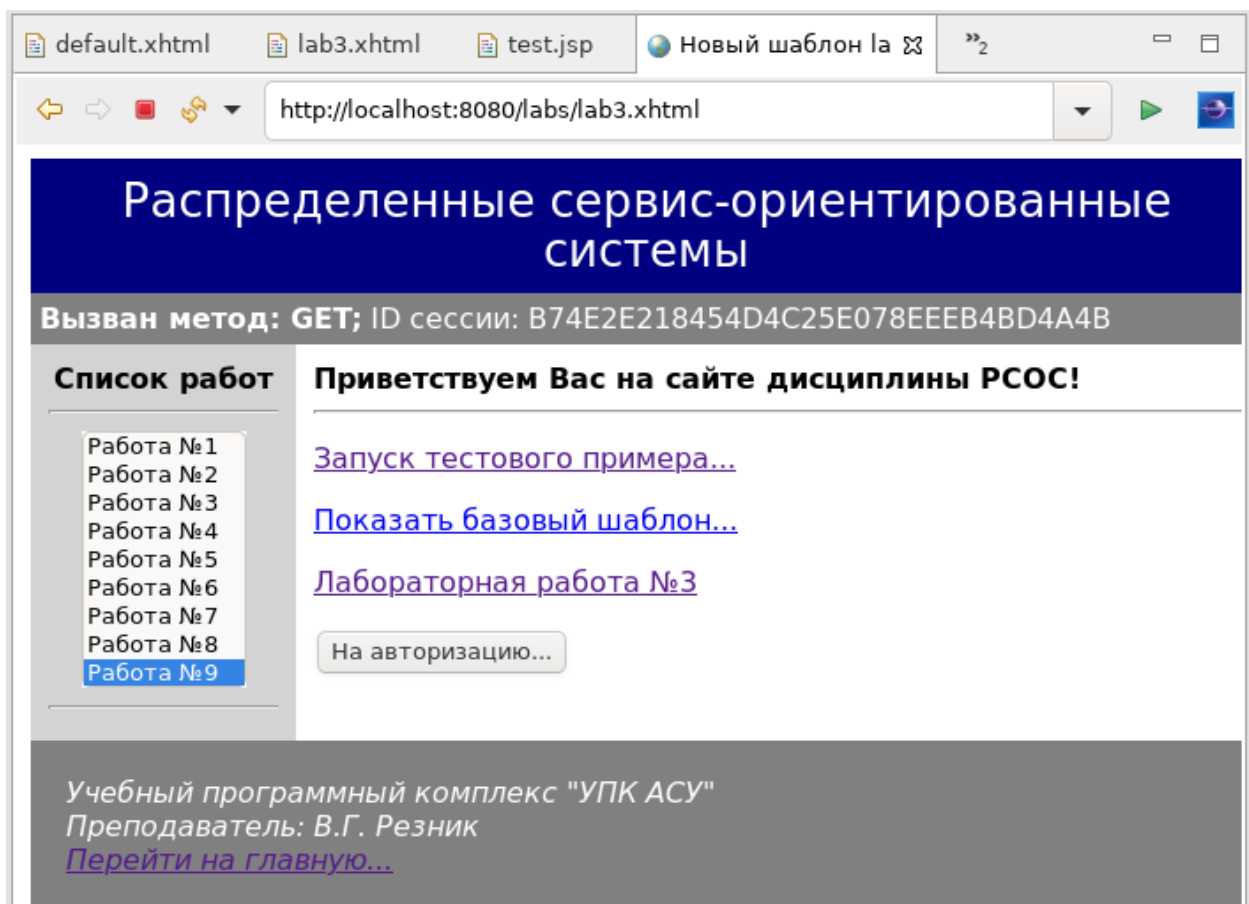 default.xhtml lab3.xhtml test.jsp Новый шаблон la »2
http://localhost:8080/labs/lab3.xhtml
Распределенные сервис-ориентированные
системы
Вызван метод: GET; ID сессии: B74E2E218454D4C25E078EEEB4BD4A4B
Список работ
Работа №1
Работа №2
Работа №3
Работа №4
Работа №5
Работа №6
Работа №7
Работа №8
Работа №9
Приветствуем Вас на сайте дисциплины РСОС!
Запуск тестового примера...
Показать базовый шаблон...
Лабораторная работа №3
На авторизацию...
Учебный программный комплекс "УПК АСУ"
Преподаватель: В.Г. Резник
Перейти на главную...